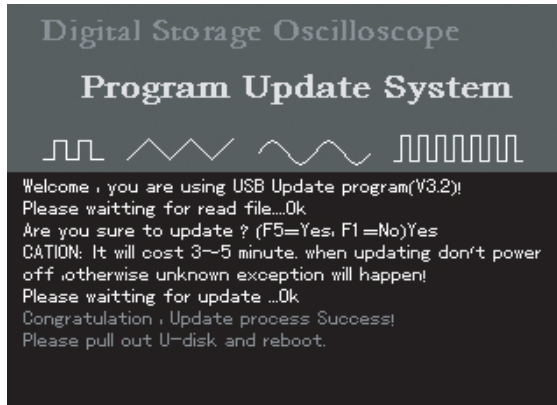 Digital Storage Oscilloscope
Program Update System
Welcome , you are using USB Update program(V3.2)!
Please waitting for read file....Ok
Are you sure to update ? (F5=Yes, F1=No)Yes
CATION: It will cost 3~5 minute. when updating don't power
off ,otherwise unknown exception will happen!
Please waitting for update ...Ok
Congratulation , Update process Success!
Please pull out U-disk and reboot.